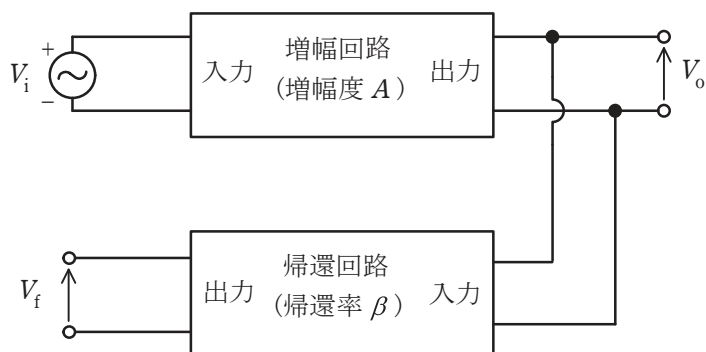 +
V_i
−
入力
増幅回路
(増幅度 A)
出力
V_o
V_f
出力
帰還回路
(帰還率 β)
入力